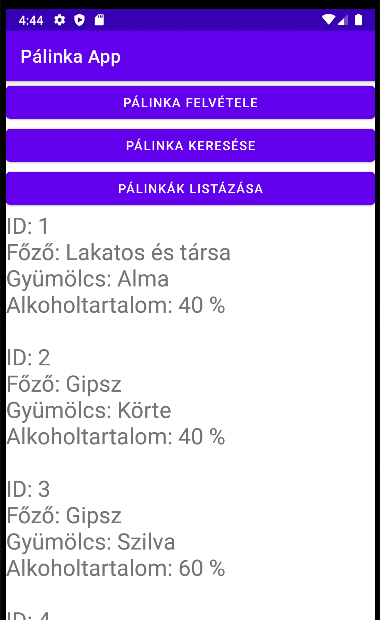 4:44
Pálinka App
PÁLINKA FELVÉTELE
PÁLINKA KERESÉSE
PÁLINKÁK LISTÁZÁSA
ID: 1
Főző: Lakatos és társa
Gyümölcs: Alma
Alkoholtartalom: 40 %
ID: 2
Főző: Gipsz
Gyümölcs: Körte
Alkoholtartalom: 40 %
ID: 3
Főző: Gipsz
Gyümölcs: Szilva
Alkoholtartalom: 60 %
ID: 4